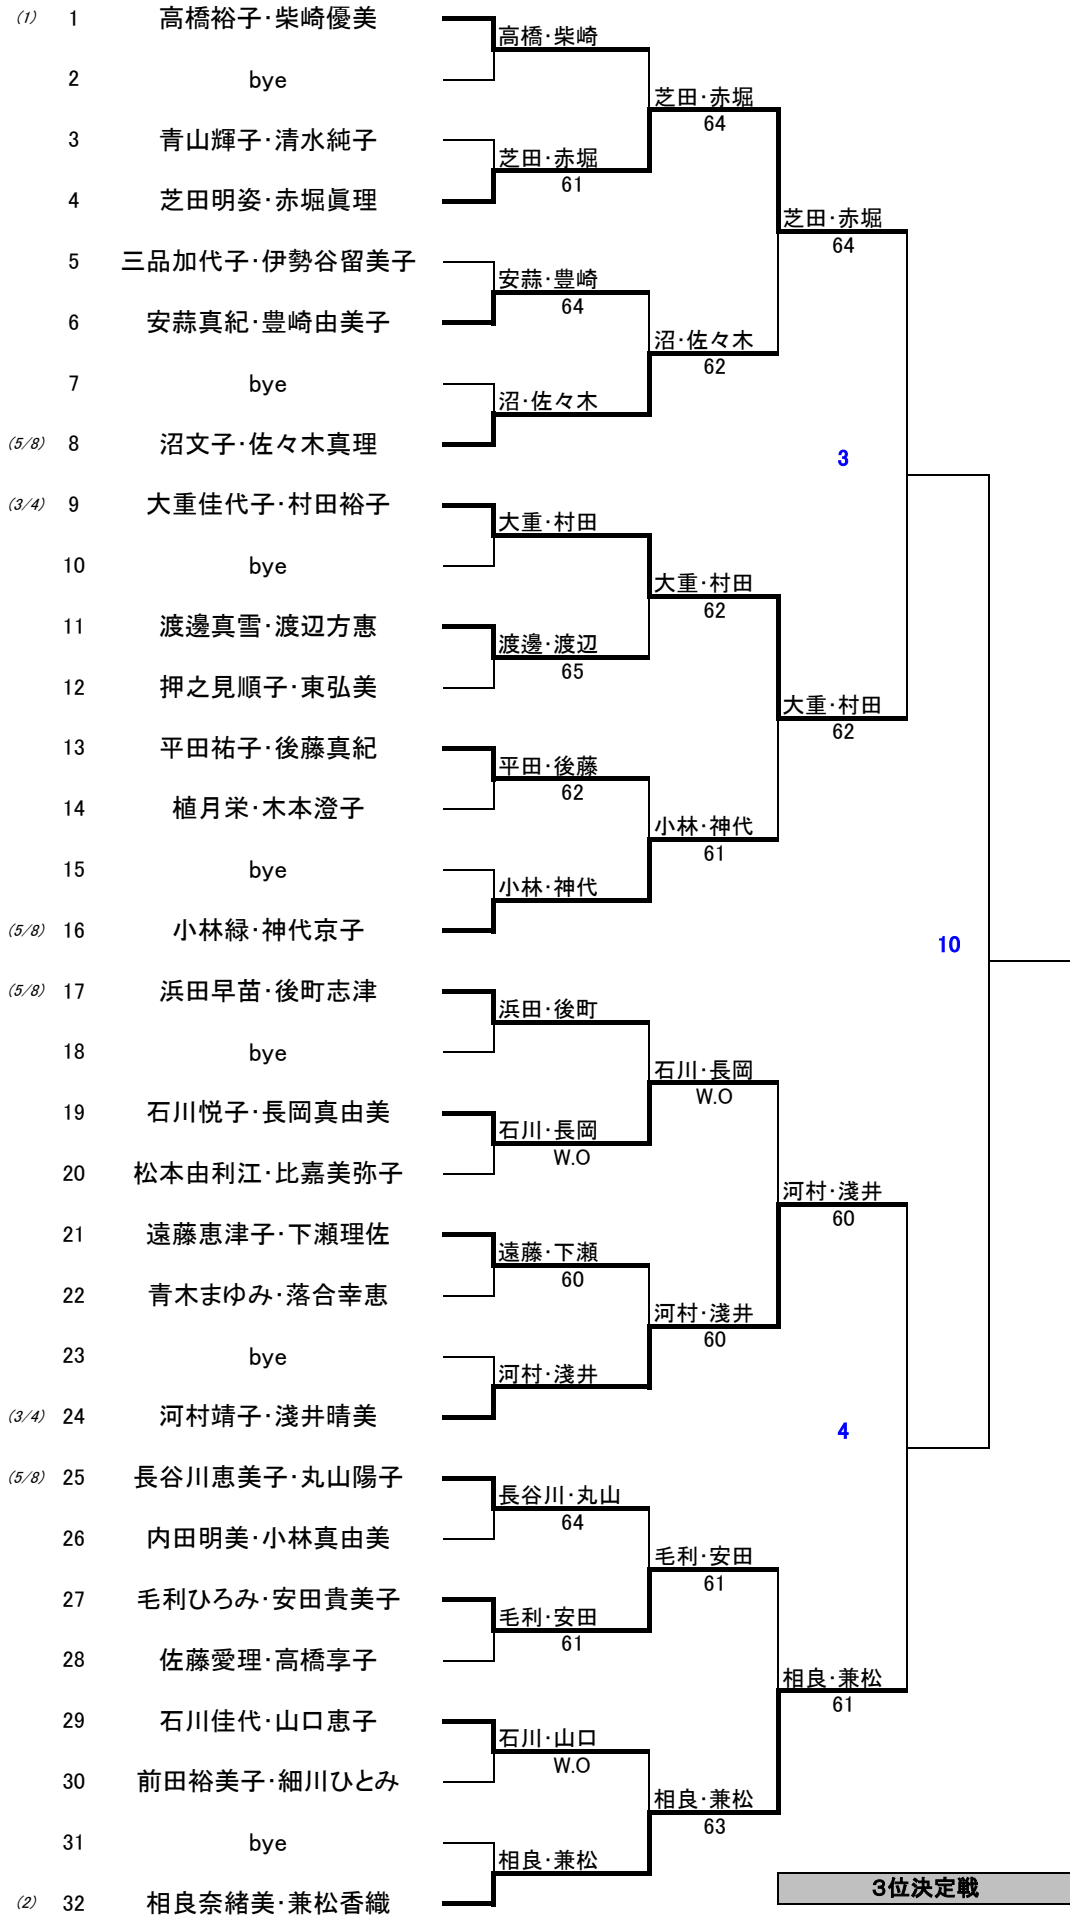 (1) 1 高橋裕子・柴崎優美
高橋・柴崎
2 bye
芝田・赤堀
64
3 青山輝子・清水純子
芝田・赤堀
61
4 芝田明姿・赤堀眞理
芝田・赤堀
64
5 三品加代子・伊勢谷留美子
安蒜・豊崎
64
6 安蒜真紀・豊崎由美子
沼・佐々木
62
7 bye
沼・佐々木
(5/8) 8 沼文子・佐々木真理
3
(3/4) 9 大重佳代子・村田裕子
大重・村田
10 bye
大重・村田
62
11 渡邊真雪・渡辺方惠
渡邊・渡辺
65
12 押之見順子・東弘美
大重・村田
62
13 平田祐子・後藤真紀
平田・後藤
62
14 植月栄・木本澄子
小林・神代
61
15 bye
小林・神代
(5/8) 16 小林緑・神代京子
10
(5/8) 17 浜田早苗・後町志津
浜田・後町
18 bye
石川・長岡
W.O
19 石川悦子・長岡真由美
石川・長岡
W.O
20 松本由利江・比嘉美弥子
河村・淺井
60
21 遠藤恵津子・下瀬理佐
遠藤・下瀬
60
22 青木まゆみ・落合幸恵
河村・淺井
60
23 bye
河村・淺井
(3/4) 24 河村靖子・淺井晴美
4
(5/8) 25 長谷川恵美子・丸山陽子
長谷川・丸山
64
26 内田明美・小林真由美
毛利・安田
61
27 毛利ひろみ・安田貴美子
毛利・安田
61
28 佐藤愛理・高橋享子
相良・兼松
61
29 石川佳代・山口恵子
石川・山口
W.O
30 前田裕美子・細川ひとみ
相良・兼松
63
31 bye
相良・兼松
(2) 32 相良奈緒美・兼松香織
3位決定戦